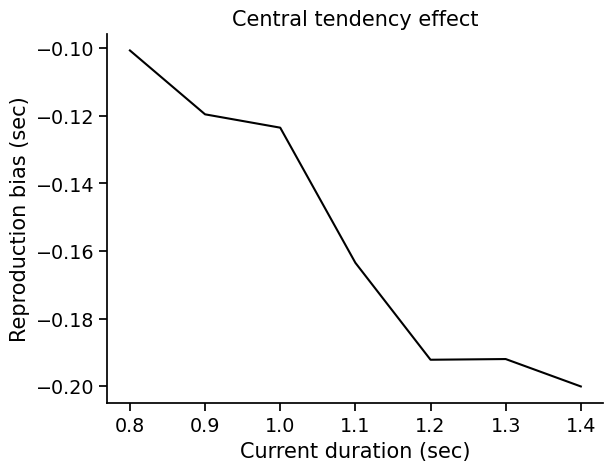 Central tendency effect
Reproduction bias (sec)
−0.10
−0.12
−0.14
−0.16
−0.18
−0.20
0.8 0.9 1.0 1.1 1.2 1.3 1.4
Current duration (sec)